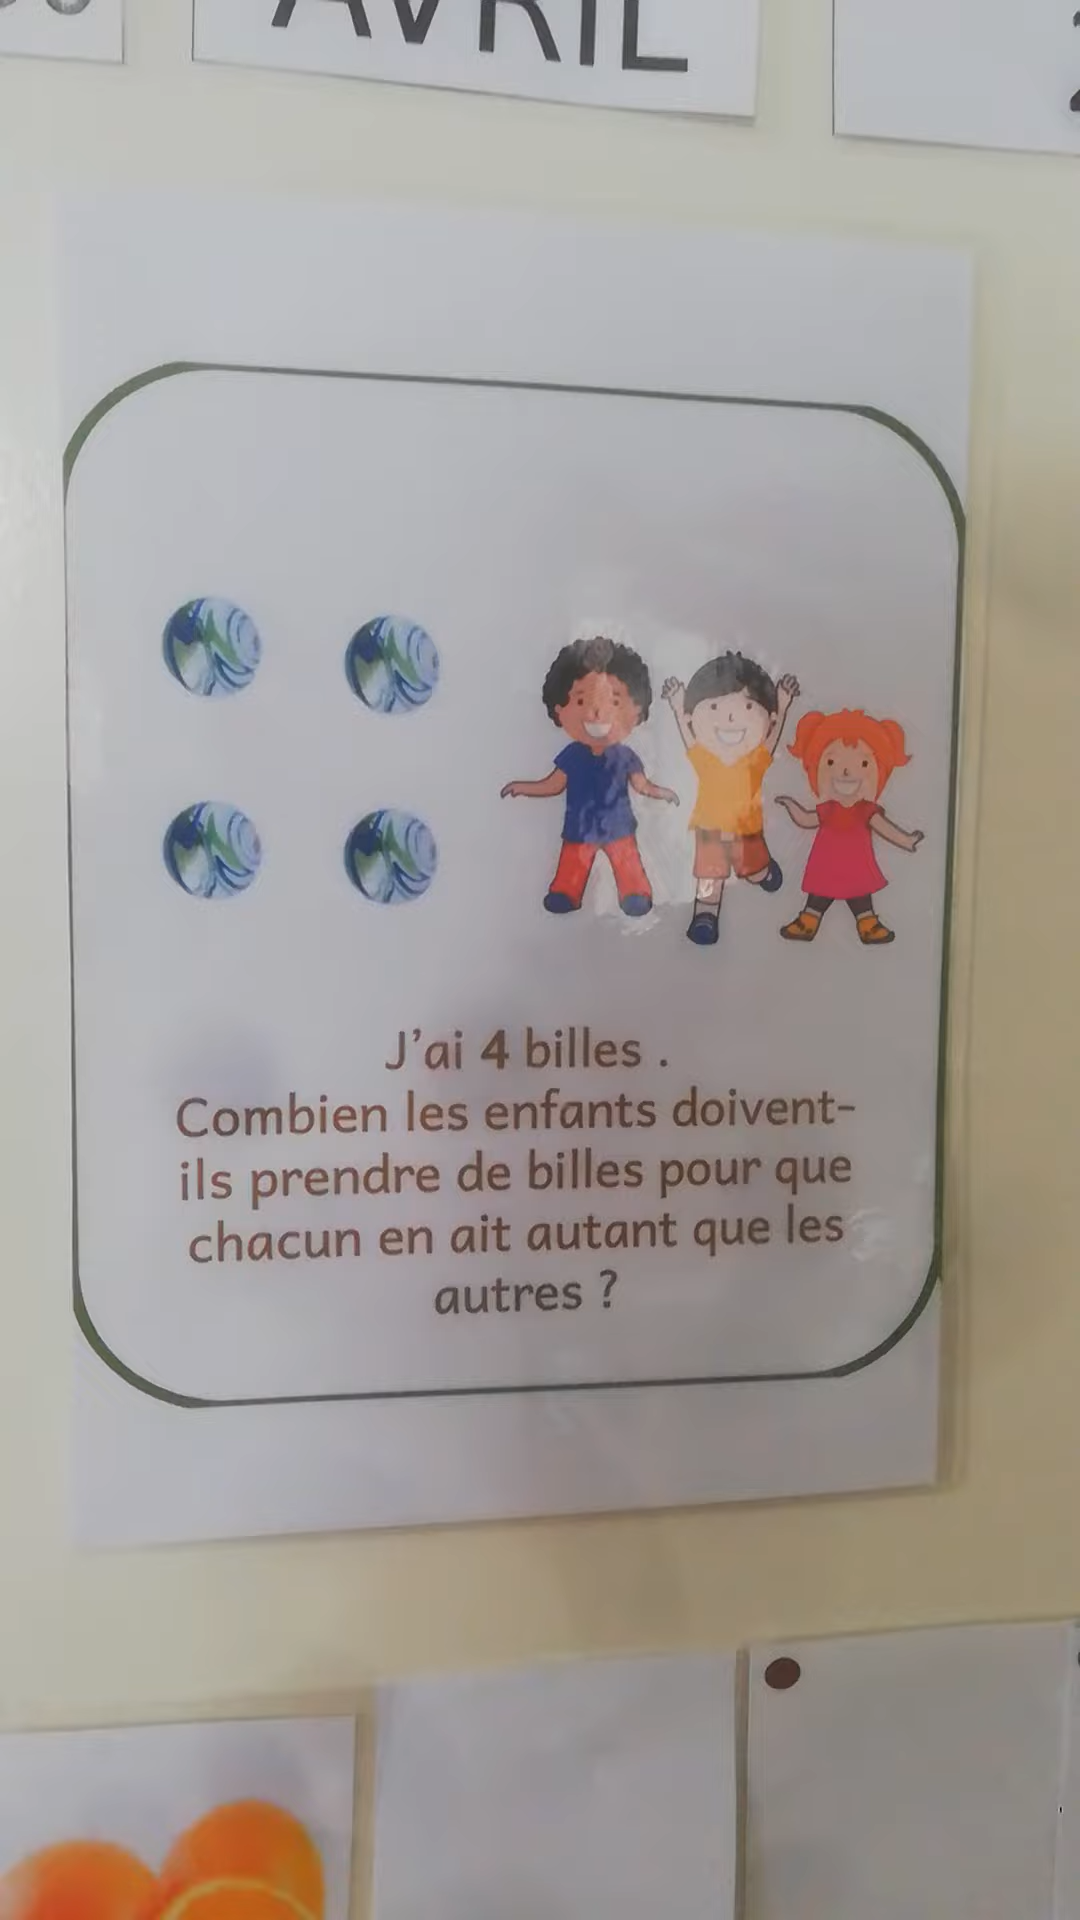 AVRIL
J'ai 4 billes .
Combien les enfants doivent-
ils prendre de billes pour que
chacun en ait autant que les
autres ?